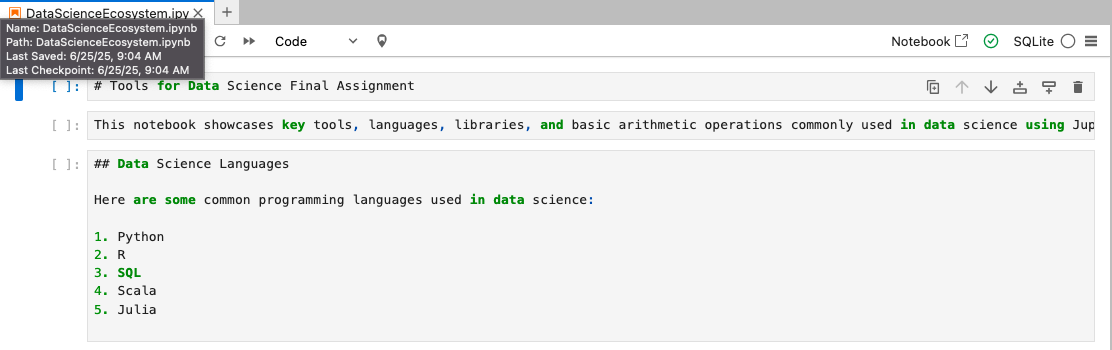 DataScienceEcosystem.ipy
Name: DataScienceEcosystem.ipynb
Path: DataScienceEcosystem.ipynb
Last Saved: 6/25/25, 9:04 AM
Last Checkpoint: 6/25/25, 9:04 AM
Code
Notebook
SQLite
[ ]: # Tools for Data Science Final Assignment
[ ]: This notebook showcases key tools, languages, libraries, and basic arithmetic operations commonly used in data science using Jup
[ ]: ## Data Science Languages
Here are some common programming languages used in data science:
1. Python
2. R
3. SQL
4. Scala
5. Julia